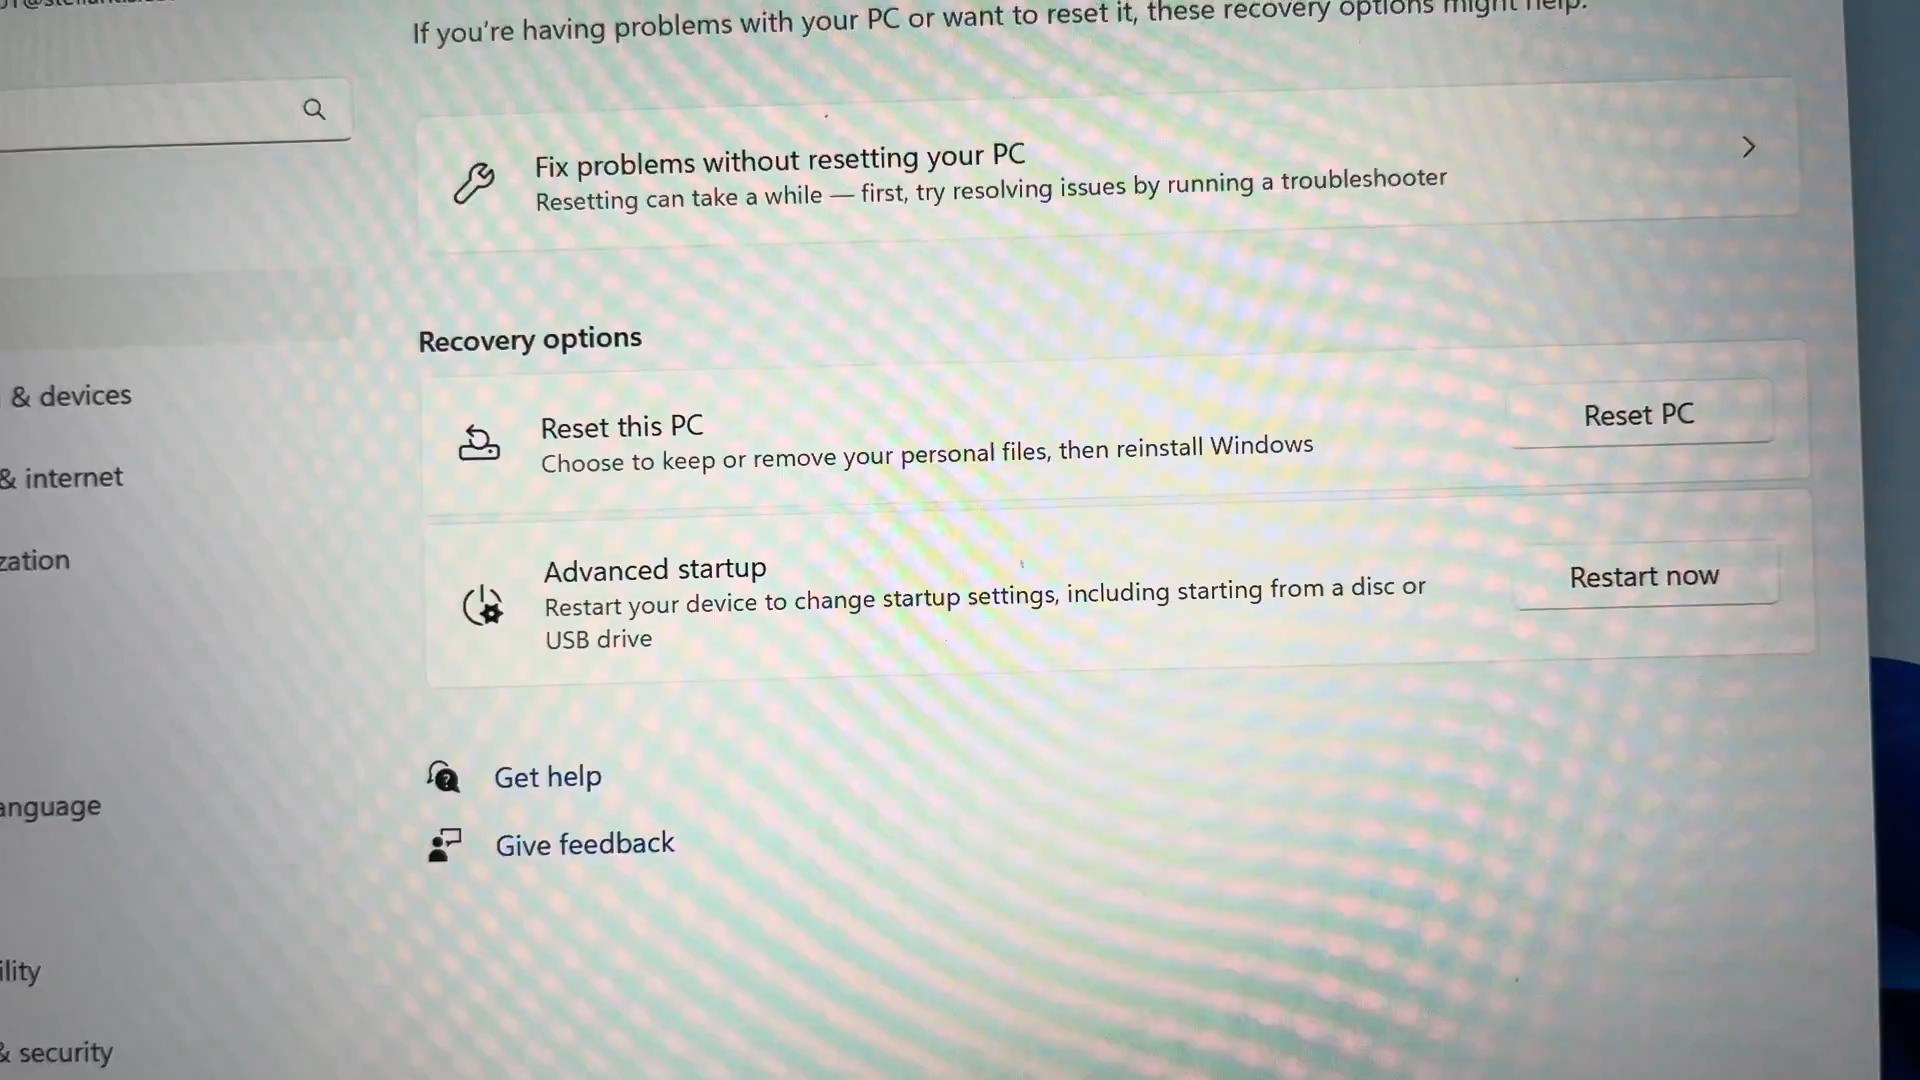 If you're having problems with your PC or want to reset it, these recovery options might help.
Fix problems without resetting your PC
Resetting can take a while — first, try resolving issues by running a troubleshooter
Recovery options
& devices
Reset this PC
Choose to keep or remove your personal files, then reinstall Windows
Reset PC
& internet
zation
Advanced startup
Restart your device to change startup settings, including starting from a disc or
USB drive
Restart now
Get help
anguage
Give feedback
ility
& security